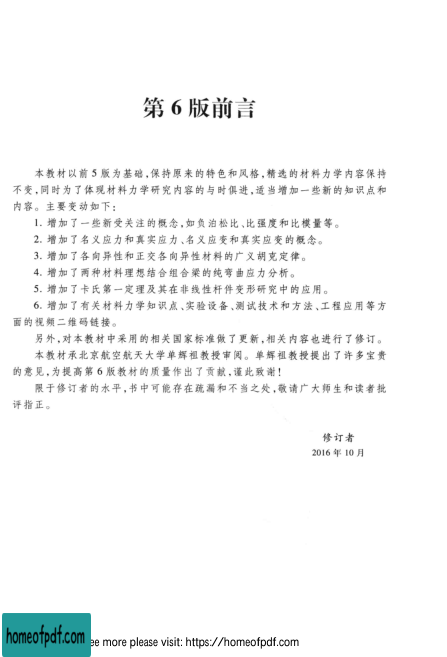 第 6 版前言
本教材以前 5 版为基础,保持原来的特色和风格,精选的材料力学内容保持
不变,同时为了体现材料力学研究内容的与时俱进,适当增加一些新的知识点和
内容。主要变动如下:
1. 增加了一些新受关注的概念,如负泊松比、比强度和比模量等。
2. 增加了名义应力和真实应力、名义应变和真实应变的概念。
3. 增加了各向异性和正交各向异性材料的广义胡克定律。
4. 增加了两种材料理想结合组合梁的纯弯曲应力分析。
5. 增加了卡氏第一定理及其在非线性杆件变形研究中的应用。
6. 增加了有关材料力学知识点、实验设备、测试技术和方法、工程应用等方
面的视频二维码链接。
另外,对本教材中采用的相关国家标准做了更新,相关内容也进行了修订。
本教材承北京航空航天大学单辉祖教授审阅。单辉祖教授提出了许多宝贵
的意见,为提高第 6 版教材的质量作出了贡献,谨此致谢!
限于修订者的水平,书中可能存在疏漏和不当之处,敬请广大师生和读者批
评指正。
修订者
2016 年 10 月
homeofpdf.com
ee more please visit: https://homeofpdf.com